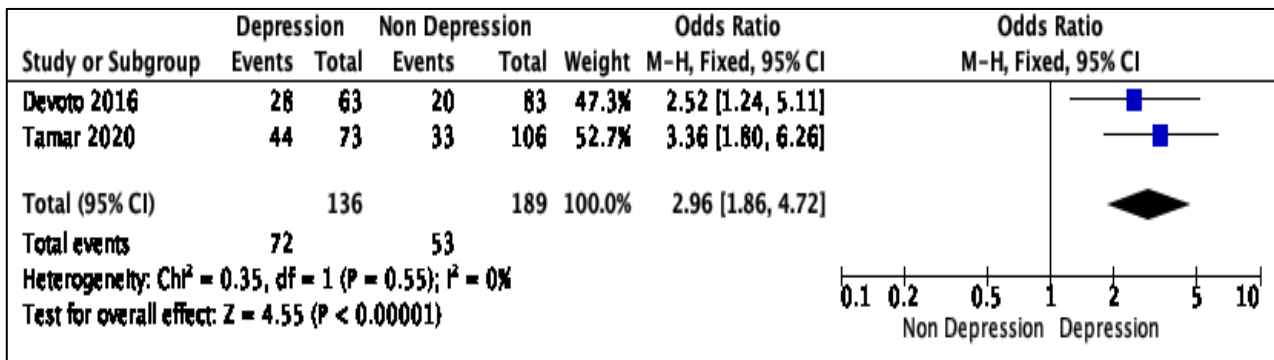 Depression Non Depression Odds Ratio Odds Ratio
Study or Subgroup Events Total Events Total Weight M-H, Fixed, 95% CI M-H, Fixed, 95% CI
Devoto 2016 28 63 20 83 47.3% 2.52 [1.24, 5.11]
Tamar 2020 44 73 33 106 52.7% 3.36 [1.80, 6.26]
Total (95% CI) 136 189 100.0% 2.96 [1.86, 4.72]
Total events 72 53
Heterogeneity: Chi² = 0.35, df = 1 (P = 0.55); I² = 0%
Test for overall effect: Z = 4.55 (P < 0.00001)
0.1 0.2 0.5 1 2 5 10
Non Depression Depression